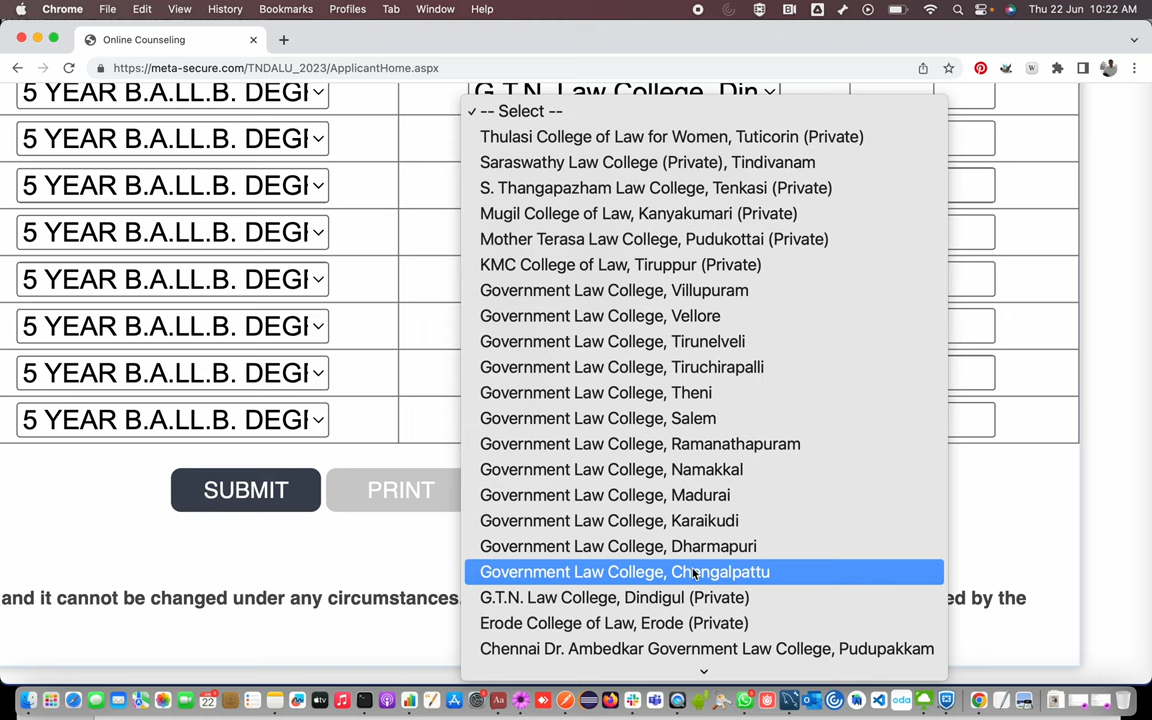 Chrome File Edit View History Bookmarks Profiles Tab Window Help Thu 22 Jun 10:22 AM
Online Counseling
https://meta-secure.com/TNDALU_2023/ApplicantHome.aspx
5 YEAR B.A.LL.B. DEGI G.T.N. Law College, Din
-- Select --
5 YEAR B.A.LL.B. DEGI
Thulasi College of Law for Women, Tuticorin (Private)
Saraswathy Law College (Private), Tindivanam
5 YEAR B.A.LL.B. DEGI
S. Thangapazham Law College, Tenkasi (Private)
Mugil College of Law, Kanyakumari (Private)
5 YEAR B.A.LL.B. DEGI
Mother Terasa Law College, Pudukottai (Private)
KMC College of Law, Tiruppur (Private)
5 YEAR B.A.LL.B. DEGI
Government Law College, Villupuram
Government Law College, Vellore
5 YEAR B.A.LL.B. DEGI
Government Law College, Tirunelveli
Government Law College, Tiruchirapalli
5 YEAR B.A.LL.B. DEGI
Government Law College, Theni
Government Law College, Salem
5 YEAR B.A.LL.B. DEGI
Government Law College, Ramanathapuram
Government Law College, Namakkal
SUBMIT PRINT
Government Law College, Madurai
Government Law College, Karaikudi
Government Law College, Dharmapuri
Government Law College, Chengalpattu
G.T.N. Law College, Dindigul (Private)
and it cannot be changed under any circumstances. ed by the
Erode College of Law, Erode (Private)
Chennai Dr. Ambedkar Government Law College, Pudupakkam